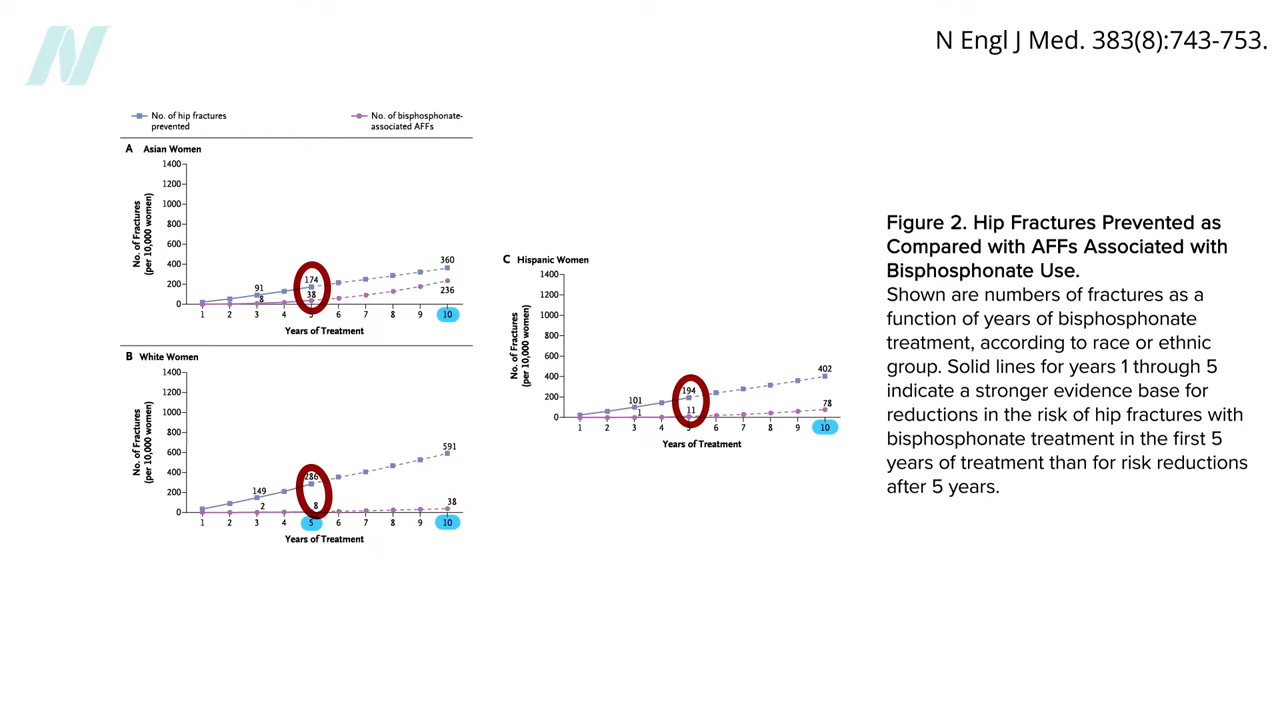 N Engl J Med. 383(8):743-753.
No. of hip fractures
prevented
No. of bisphosphonate-
associated AFFs
A Asian Women
No. of Fractures
(per 10,000 women)
1400
1200
1000
800
600
400
200
0
91
8
174
38
360
236
1 2 3 4 5 6 7 8 9 10
Years of Treatment
B White Women
No. of Fractures
(per 10,000 women)
1400
1200
1000
800
600
400
200
0
149
2
286
8
591
38
1 2 3 4 5 6 7 8 9 10
Years of Treatment
C Hispanic Women
No. of Fractures
(per 10,000 women)
1400
1200
1000
800
600
400
200
0
101
1
194
11
402
78
1 2 3 4 5 6 7 8 9 10
Years of Treatment
Figure 2. Hip Fractures Prevented as
Compared with AFFs Associated with
Bisphosphonate Use.
Shown are numbers of fractures as a
function of years of bisphosphonate
treatment, according to race or ethnic
group. Solid lines for years 1 through 5
indicate a stronger evidence base for
reductions in the risk of hip fractures with
bisphosphonate treatment in the first 5
years of treatment than for risk reductions
after 5 years.